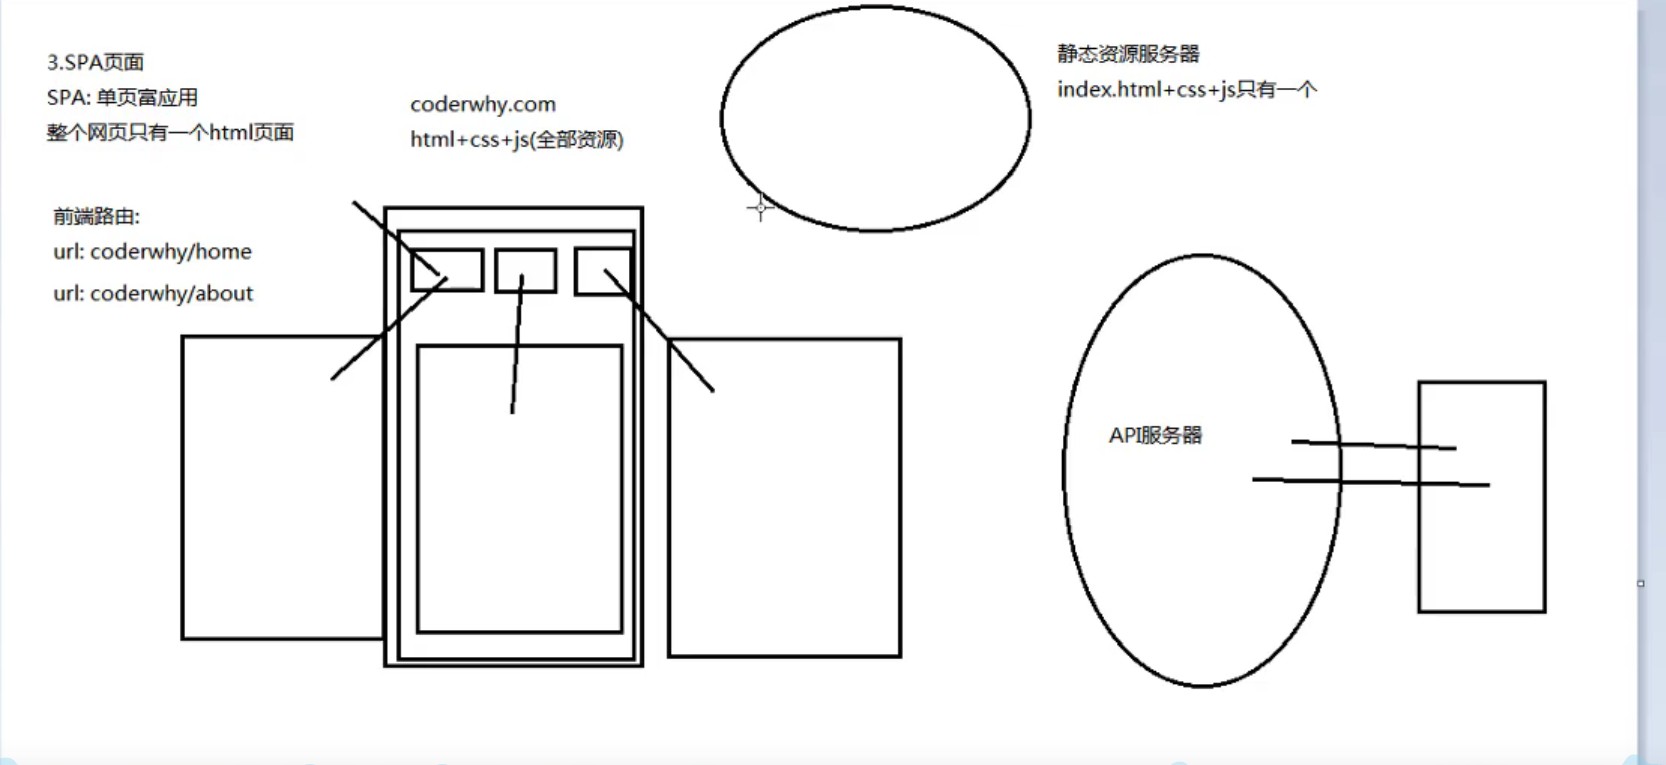 3.SPA页面
SPA: 单页富应用
整个网页只有一个html页面
coderwhy.com
html+css+js(全部资源)
静态资源服务器
index.html+css+js只有一个
前端路由:
url: coderwhy/home
url: coderwhy/about
API服务器